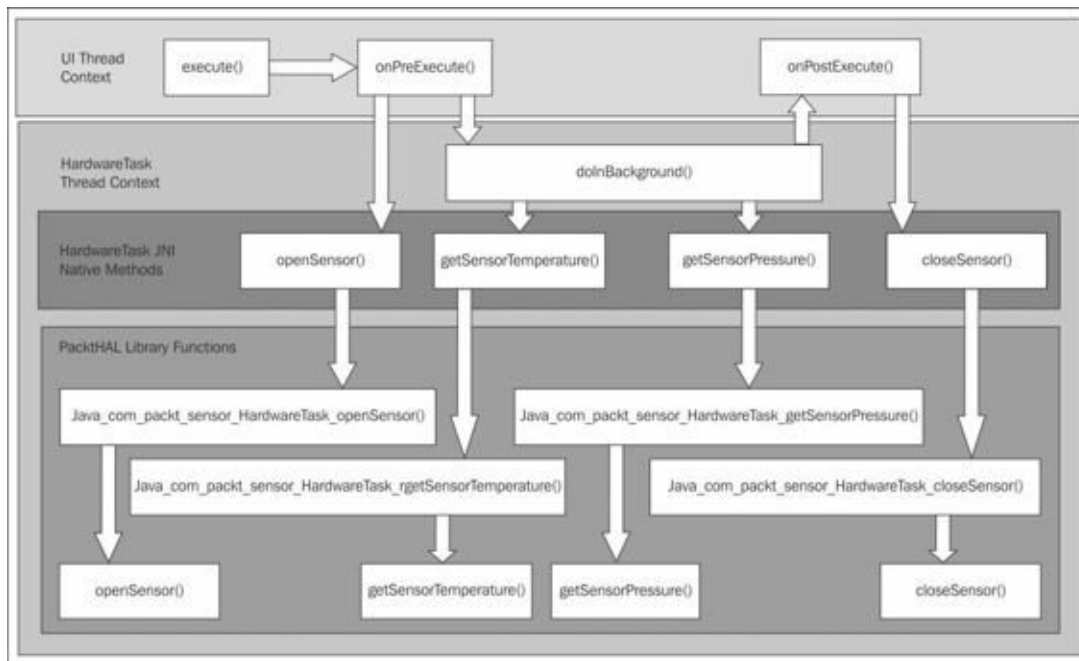 UI Thread
Context
execute()
onPreExecute()
onPostExecute()
HardwareTask
Thread Context
doInBackground()
HardwareTask JNI
Native Methods
openSensor()
getSensorTemperature()
getSensorPressure()
closeSensor()
PacktHAL Library Functions
Java_com_packt_sensor_HardwareTask_openSensor()
Java_com_packt_sensor_HardwareTask_getSensorPressure()
Java_com_packt_sensor_HardwareTask_rgetSensorTemperature()
Java_com_packt_sensor_HardwareTask_closeSensor()
openSensor()
getSensorTemperature()
getSensorPressure()
closeSensor()